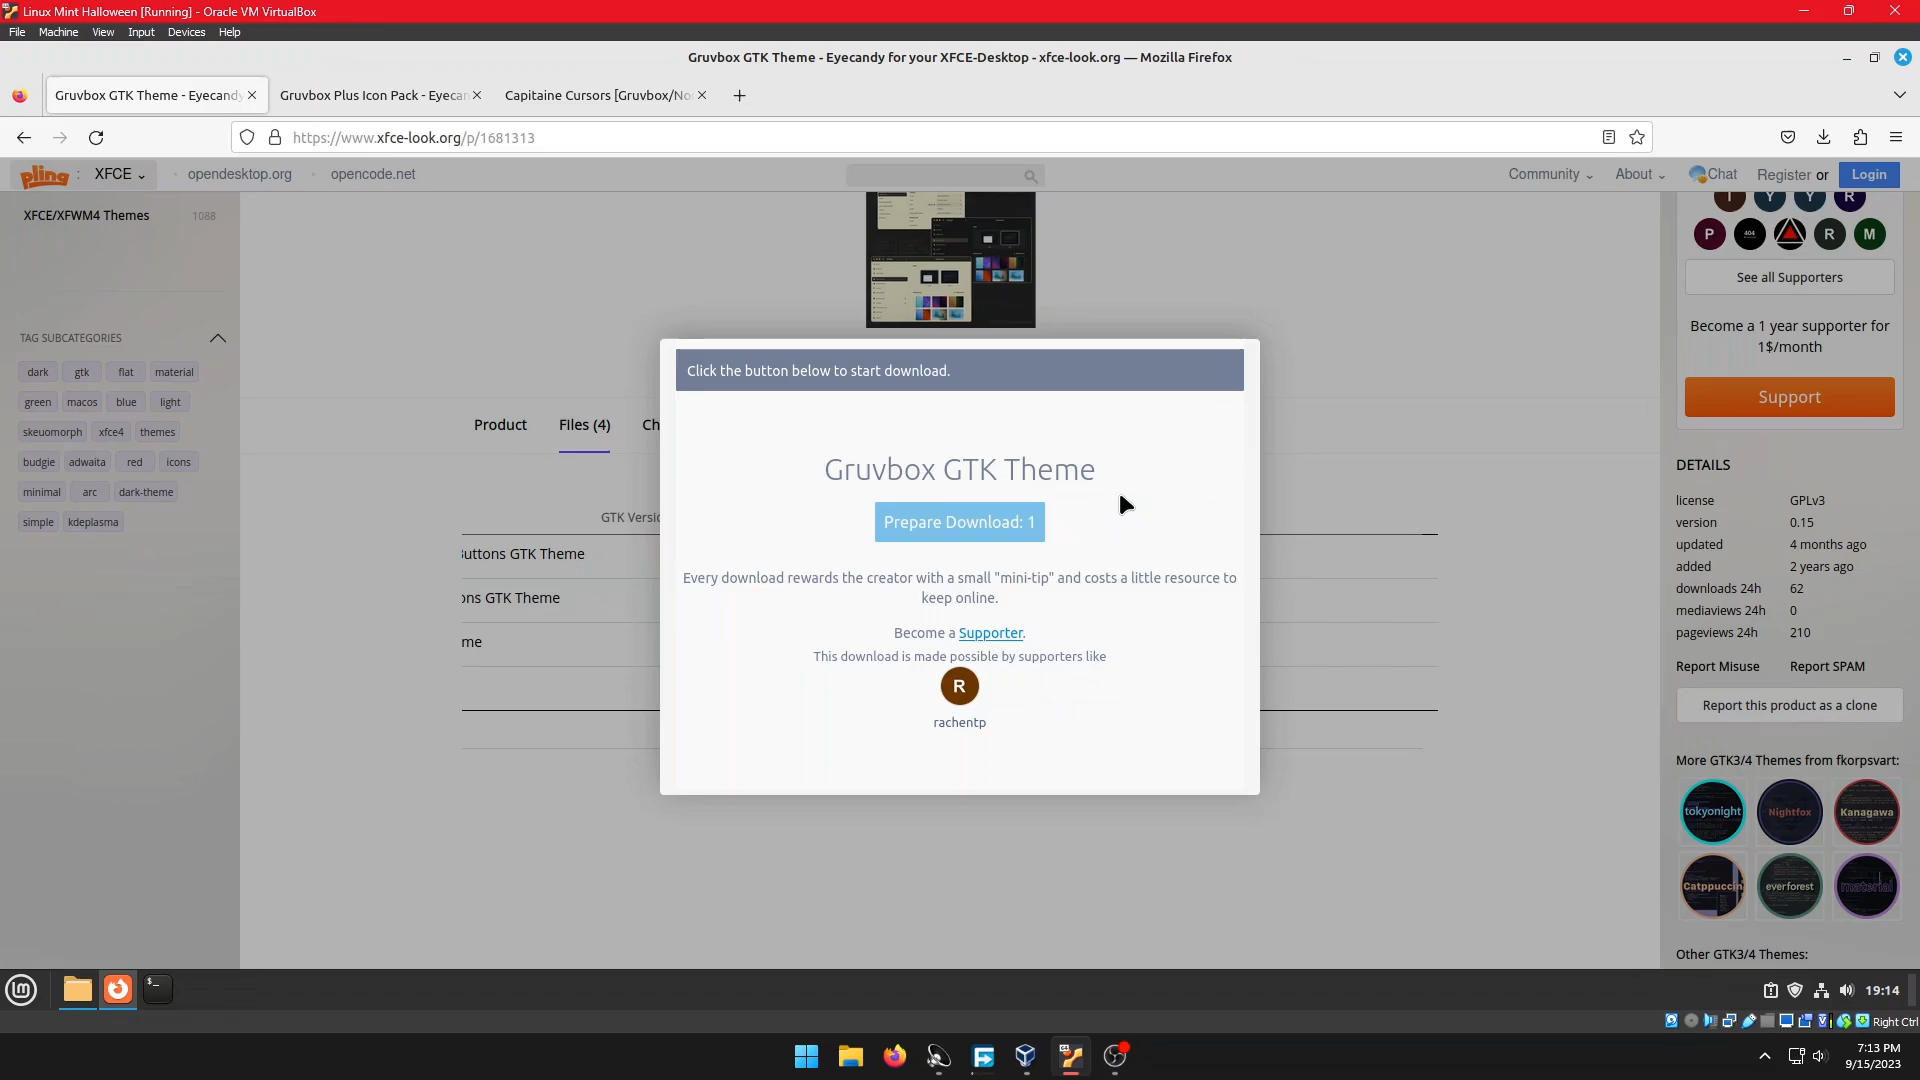 Linux Mint Halloween [Running] - Oracle VM VirtualBox
File Machine View Input Devices Help
Gruvbox GTK Theme - Eyecandy for your XFCE-Desktop - xfce-look.org — Mozilla Firefox
Gruvbox GTK Theme - Eyecandy
Gruvbox Plus Icon Pack - Eyecan
Capitaine Cursors [Gruvbox/No
https://www.xfce-look.org/p/1681313
pling : XFCE
opendesktop.org
opencode.net
Community
About
Chat
Register or
Login
XFCE/XFWM4 Themes 1088
TAG SUBCATEGORIES
dark gtk flat material
green macos blue light
skeuomorph xfce4 themes
budgie adwaita red icons
minimal arc dark-theme
simple kdeplasma
Product Files (4) Ch
GTK Versio
Buttons GTK Theme
ons GTK Theme
me
Click the button below to start download.
Gruvbox GTK Theme
Prepare Download: 1
Every download rewards the creator with a small "mini-tip" and costs a little resource to
keep online.
Become a Supporter.
This download is made possible by supporters like
R
rachentp
T Y Y R
P 404 R M
See all Supporters
Become a 1 year supporter for
1$/month
Support
DETAILS
license GPLv3
version 0.15
updated 4 months ago
added 2 years ago
downloads 24h 62
mediaviews 24h 0
pageviews 24h 210
Report Misuse Report SPAM
Report this product as a clone
More GTK3/4 Themes from fkorpsvart:
tokyonight Nightfox Kanagawa
Catppuccin everforest material
Other GTK3/4 Themes:
19:14
Right Ctrl
7:13 PM
9/15/2023